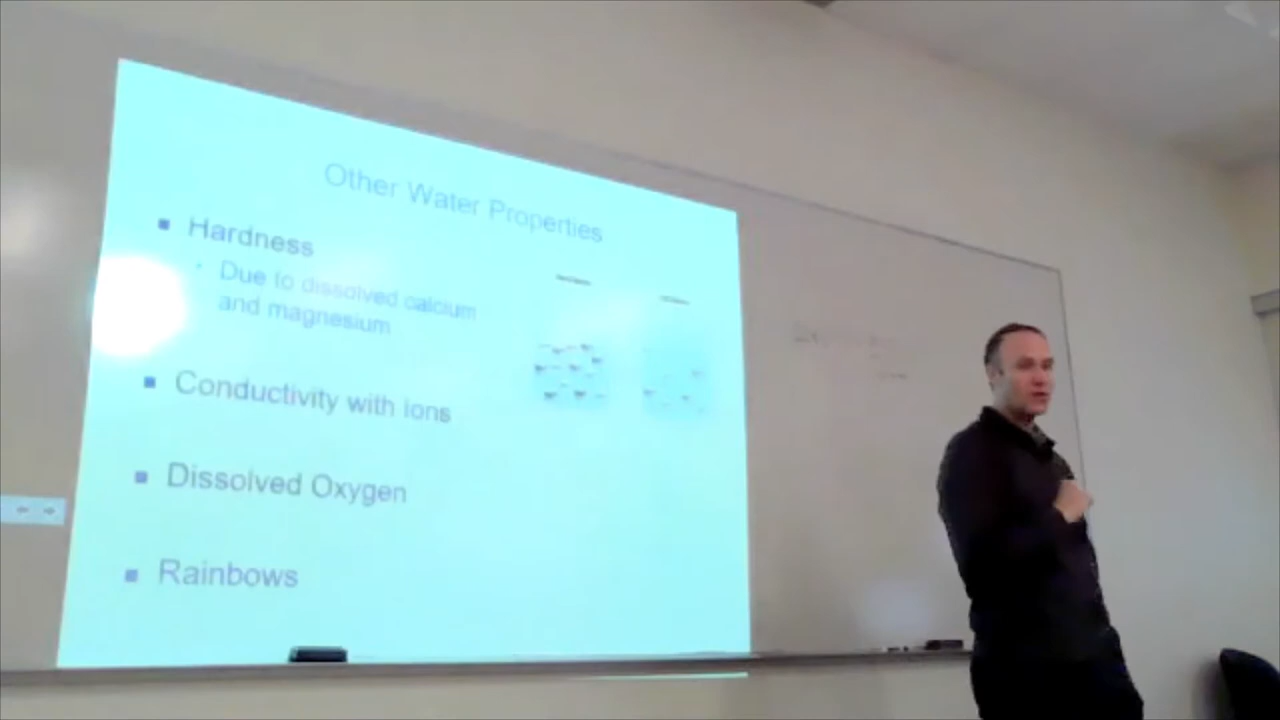 Other Water Properties
Hardness
Due to dissolved calcium
and magnesium
Conductivity with Ions
Dissolved Oxygen
Rainbows